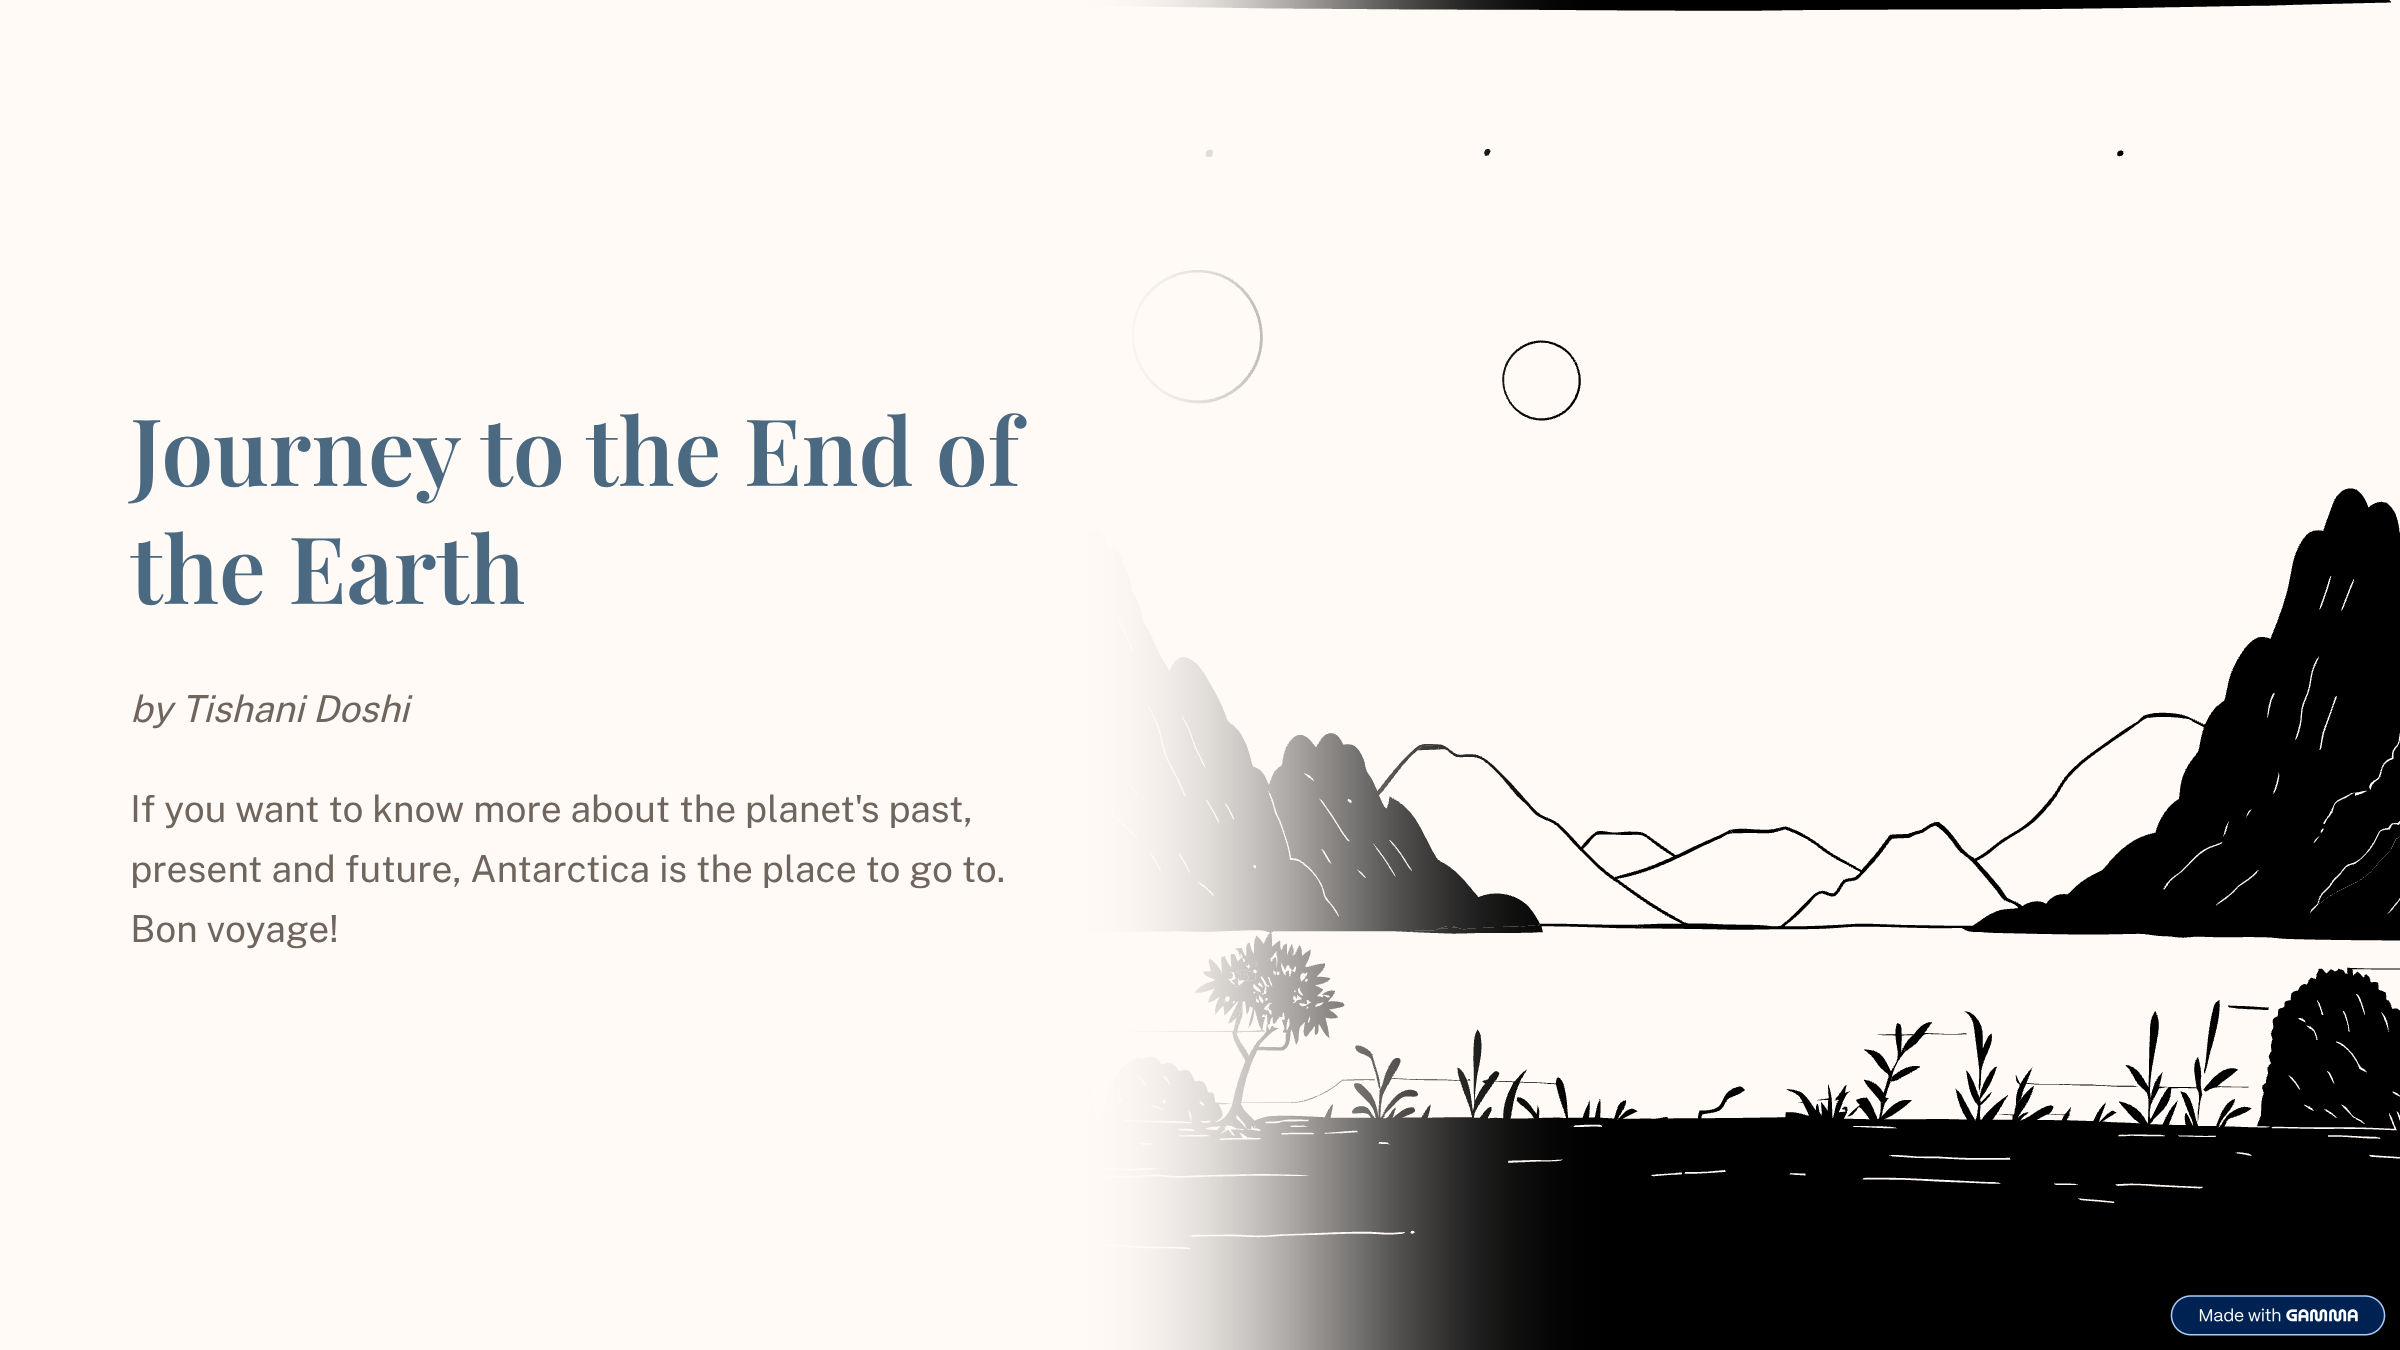 Journey to the End of
the Earth
by Tishani Doshi
If you want to know more about the planet's past,
present and future, Antarctica is the place to go to.
Bon voyage!
Made with GAMMA